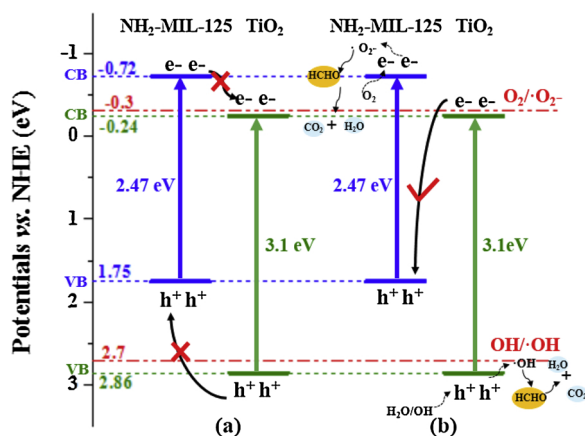 NH₂-MIL-125 TiO₂ NH₂-MIL-125 TiO₂
Potentials vs. NHE (eV)
-1
0
1
2
3
CB -0.72
-0.3
CB -0.24
VB 1.75
2.7
VB 2.86
e- e-
e- e-
2.47 eV
3.1 eV
h⁺ h⁺
h⁺ h⁺
(a)
·O₂⁻
HCHO
e- e-
O₂
CO₂ + H₂O
e- e-
O₂/·O₂⁻
2.47 eV
3.1eV
h⁺ h⁺
OH/·OH
·OH
H₂O
+
CO₂
HCHO
h⁺ h⁺
H₂O/OH
(b)